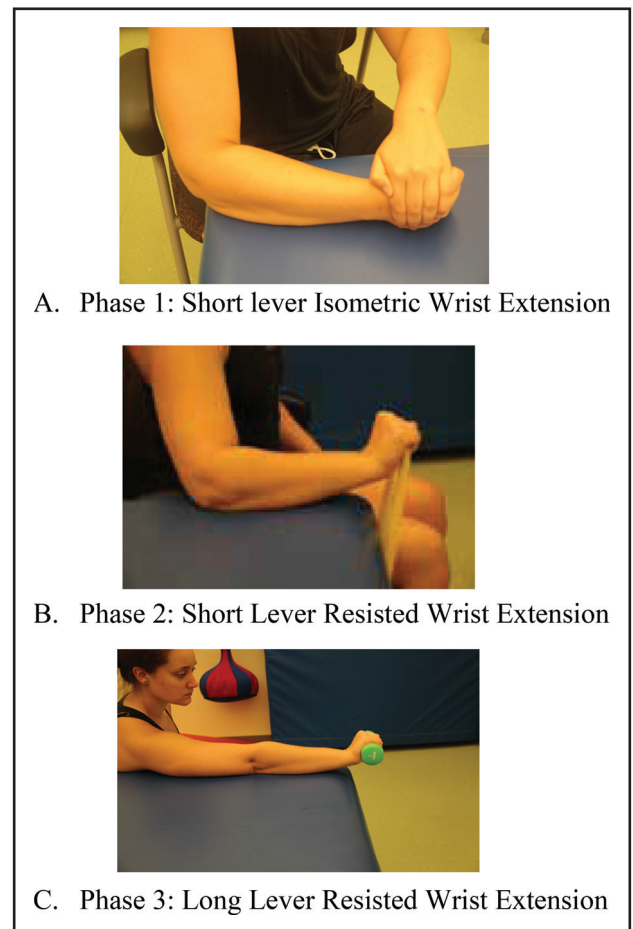 A. Phase 1: Short lever Isometric Wrist Extension
B. Phase 2: Short Lever Resisted Wrist Extension
C. Phase 3: Long Lever Resisted Wrist Extension